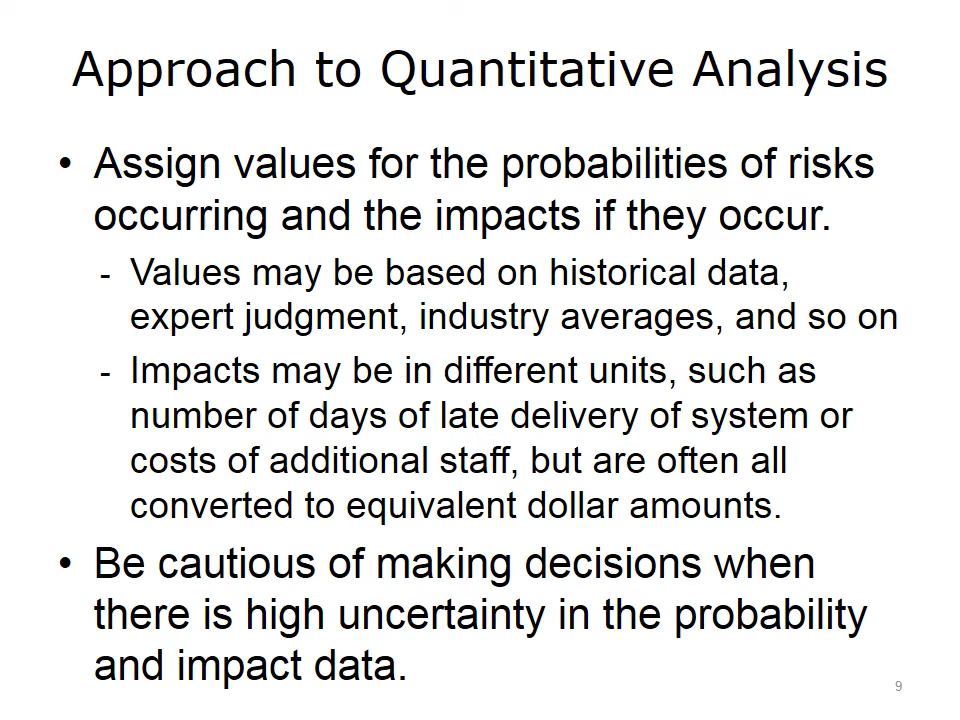 Approach to Quantitative Analysis
• Assign values for the probabilities of risks
occurring and the impacts if they occur.
- Values may be based on historical data,
expert judgment, industry averages, and so on
- Impacts may be in different units, such as
number of days of late delivery of system or
costs of additional staff, but are often all
converted to equivalent dollar amounts.
• Be cautious of making decisions when
there is high uncertainty in the probability
and impact data.
9